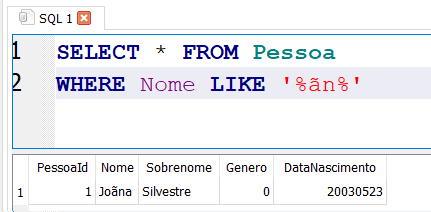 SQL 1
1 SELECT * FROM Pessoa
2 WHERE Nome LIKE '%ãn%'
PessoaId Nome Sobrenome Genero DataNascimento
1 1 Joãna Silvestre 0 20030523